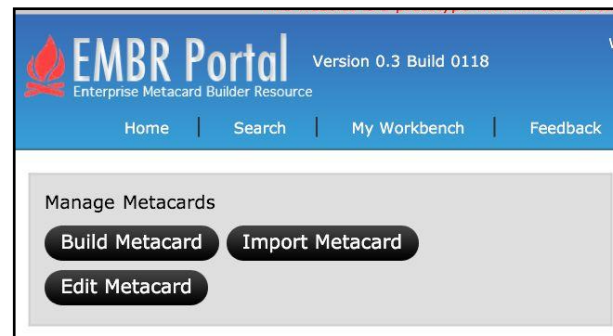 EMBR Portal Version 0.3 Build 0118
Enterprise Metacard Builder Resource
Home | Search | My Workbench | Feedback
Manage Metacards
Build Metacard Import Metacard
Edit Metacard